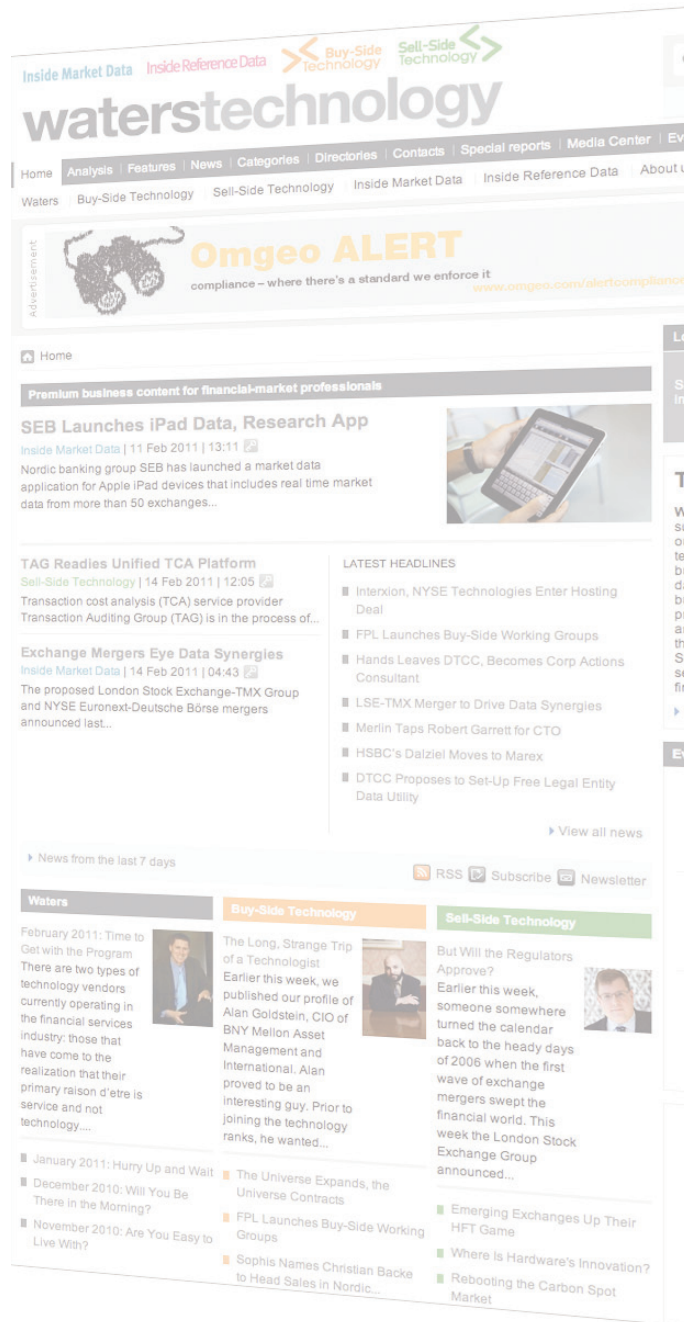 Inside Market Data Inside Reference Data Buy-Side Technology Sell-Side Technology
waterstechnology
Home Analysis Features News Categories Directories Contacts Special reports Media Center
Waters Buy-Side Technology Sell-Side Technology Inside Market Data Inside Reference Data About
Advertisement
Omgeo ALERT
compliance – where there's a standard we enforce it
www.omgeo.com/alertcompliance
Home
Premium business content for financial-market professionals
SEB Launches iPad Data, Research App
Inside Market Data | 11 Feb 2011 | 13:11
Nordic banking group SEB has launched a market data
application for Apple iPad devices that includes real time market
data from more than 50 exchanges...
TAG Readies Unified TCA Platform
Sell-Side Technology | 14 Feb 2011 | 12:05
Transaction cost analysis (TCA) service provider
Transaction Auditing Group (TAG) is in the process of...
Exchange Mergers Eye Data Synergies
Inside Market Data | 14 Feb 2011 | 04:43
The proposed London Stock Exchange-TMX Group
and NYSE Euronext-Deutsche Börse mergers
announced last...
LATEST HEADLINES
Interxion, NYSE Technologies Enter Hosting
Deal
FPL Launches Buy-Side Working Groups
Hands Leaves DTCC, Becomes Corp Actions
Consultant
LSE-TMX Merger to Drive Data Synergies
Merlin Taps Robert Garrett for CTO
HSBC's Dalziel Moves to Marex
DTCC Proposes to Set-Up Free Legal Entity
Data Utility
View all news
News from the last 7 days
RSS Subscribe Newsletter
Waters
February 2011: Time to
Get with the Program
There are two types of
technology vendors
currently operating in
the financial services
industry: those that
have come to the
realization that their
primary raison d'etre is
service and not
technology....
January 2011: Hurry Up and Wait
December 2010: Will You Be
There in the Morning?
November 2010: Are You Easy to
Live With?
Buy-Side Technology
The Long, Strange Trip
of a Technologist
Earlier this week, we
published our profile of
Alan Goldstein, CIO of
BNY Mellon Asset
Management and
International. Alan
proved to be an
interesting guy. Prior to
joining the technology
ranks, he wanted...
The Universe Expands, the
Universe Contracts
FPL Launches Buy-Side Working
Groups
Sophis Names Christian Backe
to Head Sales in Nordic...
Sell-Side Technology
But Will the Regulators
Approve?
Earlier this week,
someone somewhere
turned the calendar
back to the heady days
of 2006 when the first
wave of exchange
mergers swept the
financial world. This
week the London Stock
Exchange Group
announced...
Emerging Exchanges Up Their
HFT Game
Where Is Hardware's Innovation?
Rebooting the Carbon Spot
Market